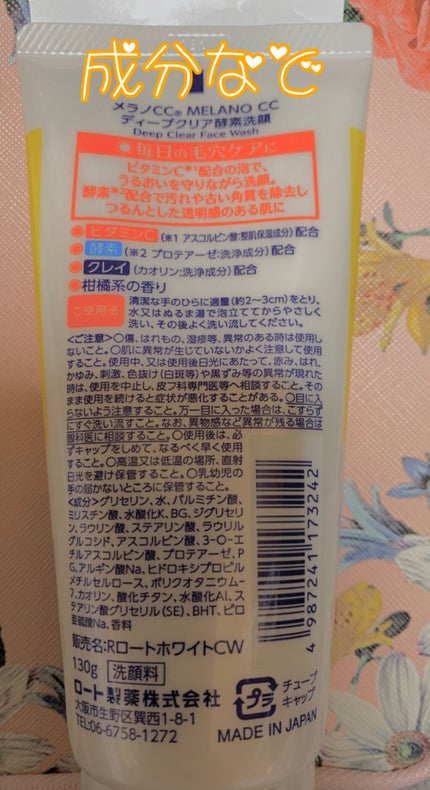 成分など
メラノCC® MELANO CC
ディープクリア酵素洗顔
Deep Clear Face Wash
●毎日の毛穴ケアに
ビタミンC※1配合の泡で、
うるおいを守りながら洗顔。
酵素※2配合で汚れや古い角質を除去し
つるんとした透明感のある肌に
●ビタミンC(※1 アスコルビン酸:整肌保湿成分)配合
●酵素(※2 プロテアーゼ:洗浄成分)配合
●クレイ(カオリン:洗浄成分)配合
●柑橘系の香り
ご使用法 清潔な手のひらに適量(約2~3cm)をとり、
水又はぬるま湯で泡立ててからやさしく
洗い、その後よく洗い流してください。
<ご注意>○傷、はれもの、湿疹等、異常のある時は使用し
ないこと。○肌に異常が生じていないかよく注意して使用
すること。使用中、又は使用後日光にあたって、赤み、はれ、
かゆみ、刺激、色抜け(白斑等)や黒ずみ等の異常が現れた
時は、使用を中止し、皮フ科専門医等へ相談すること。その
まま使用を続けると症状が悪化することがある。○目に入
らないよう注意すること。万一目に入った場合は、こすらず
にすぐ洗い流すこと。なお、異物感など異常が残る場合は
眼科医に相談すること。○使用後は、必
ずキャップをしめて、なるべく早く使用
すること。○高温又は低温の場所、直射
日光を避け保管すること。○乳幼児の
手の届かないところに保管すること。
<成分>グリセリン、水、パルミチン酸、
ミリスチン酸、水酸化K、BG、ジグリセリ
ン、ラウリン酸、ステアリン酸、ラウリル
グルコシド、アスコルビン酸、3-O-エ
チルアスコルビン酸、プロテアーゼ、P
G、アルギン酸Na、ヒドロキシプロピル
メチルセルロース、ポリクオタニウム-
7、カオリン、酸化チタン、水酸化Al、ス
テアリン酸グリセリル(SE)、BHT、ピロ
亜硫酸Na、香料
販売名:RロートホワイトCW
130g 洗顔料
ロート製薬株式会社
大阪市生野区巽西1-8-1
TEL:06-6758-1272
4 987241 173242
プラ
チューブ
キャップ
MADE IN JAPAN